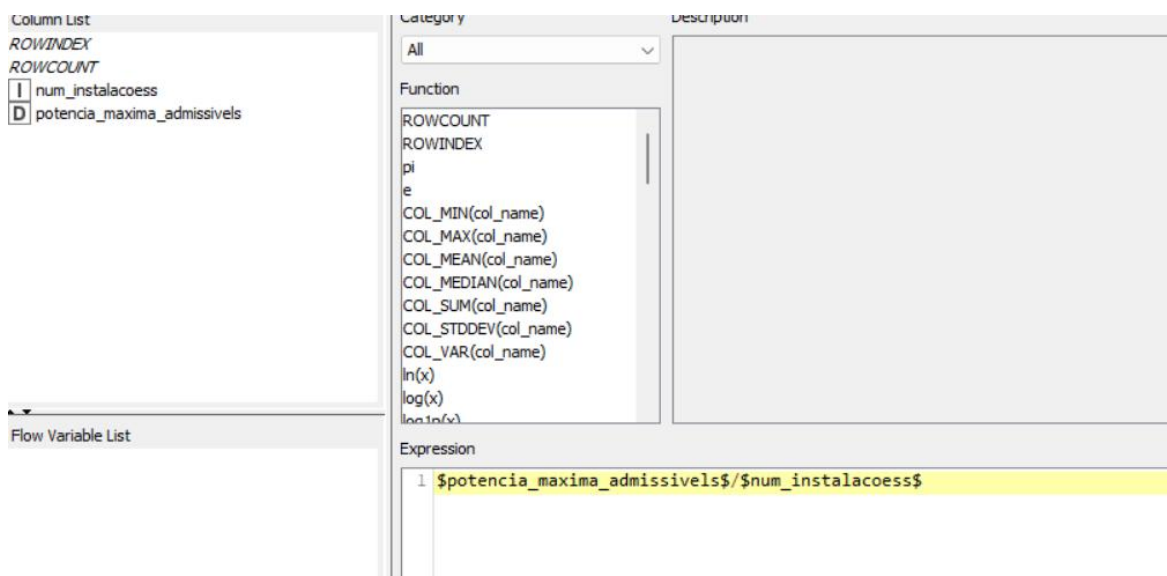 Column List
ROWINDEX
ROWCOUNT
I num_instalacoess
D potencia_maxima_admissivels
Flow Variable List
Category
All
Function
ROWCOUNT
ROWINDEX
pi
e
COL_MIN(col_name)
COL_MAX(col_name)
COL_MEAN(col_name)
COL_MEDIAN(col_name)
COL_SUM(col_name)
COL_STDDEV(col_name)
COL_VAR(col_name)
ln(x)
log(x)
log1p(x)
Description
Expression
1 $potencia_maxima_admissivels$/$num_instalacoess$